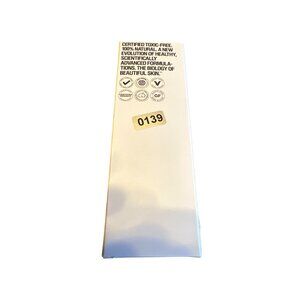 CERTIFIED TOXIC-FREE.
100% NATURAL. A NEW
EVOLUTION OF HEALTHY,
SCIENTIFICALLY
ADVANCED FORMULA-
TIONS. THE BIOLOGY OF
BEAUTIFUL SKIN.
GF
0139